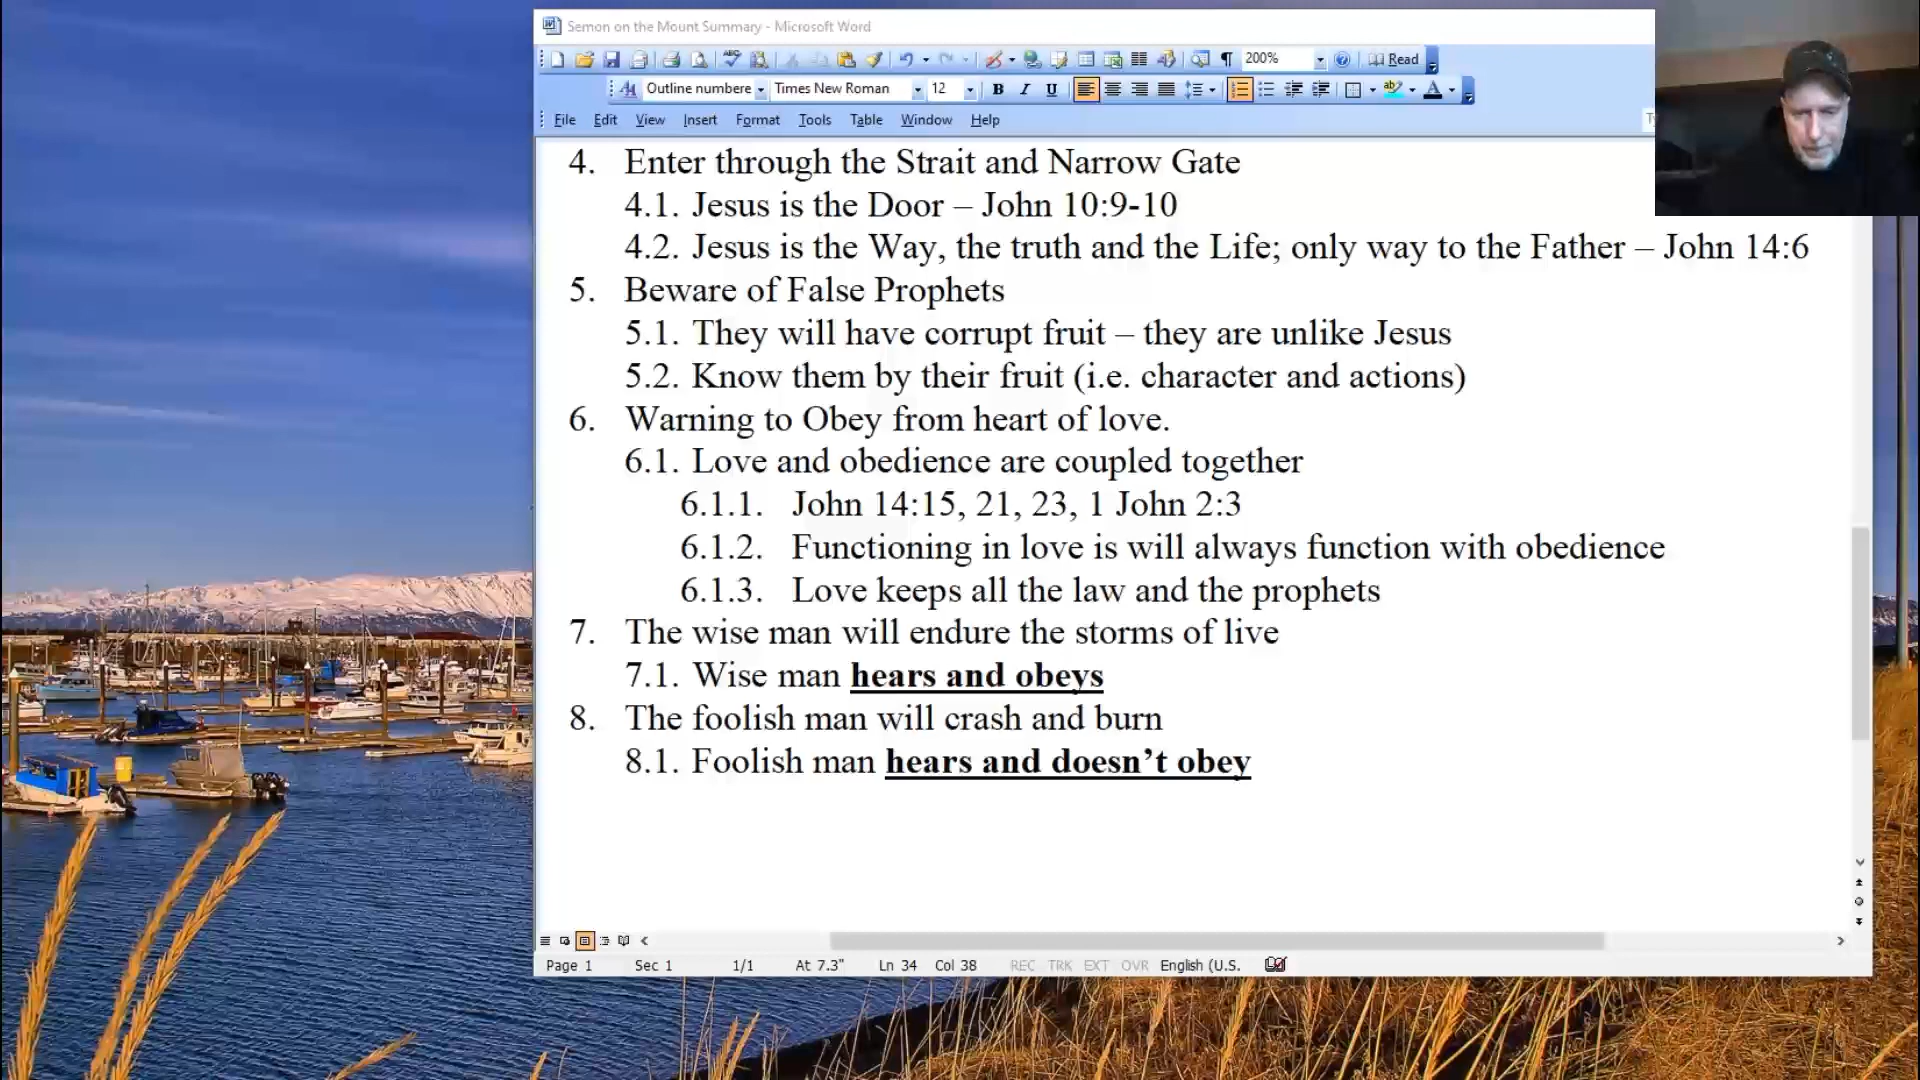 Semon on the Mount Summary - Microsoft Word
200%
Read
Outline numbere
Times New Roman
12
B I U
File Edit View Insert Format Tools Table Window Help
4. Enter through the Strait and Narrow Gate
4.1. Jesus is the Door – John 10:9-10
4.2. Jesus is the Way, the truth and the Life; only way to the Father – John 14:6
5. Beware of False Prophets
5.1. They will have corrupt fruit – they are unlike Jesus
5.2. Know them by their fruit (i.e. character and actions)
6. Warning to Obey from heart of love.
6.1. Love and obedience are coupled together
6.1.1. John 14:15, 21, 23, 1 John 2:3
6.1.2. Functioning in love is will always function with obedience
6.1.3. Love keeps all the law and the prophets
7. The wise man will endure the storms of live
7.1. Wise man hears and obeys
8. The foolish man will crash and burn
8.1. Foolish man hears and doesn’t obey
Page 1 Sec 1 1/1 At 7.3" Ln 34 Col 38 REC TRK EXT OVR English (U.S.